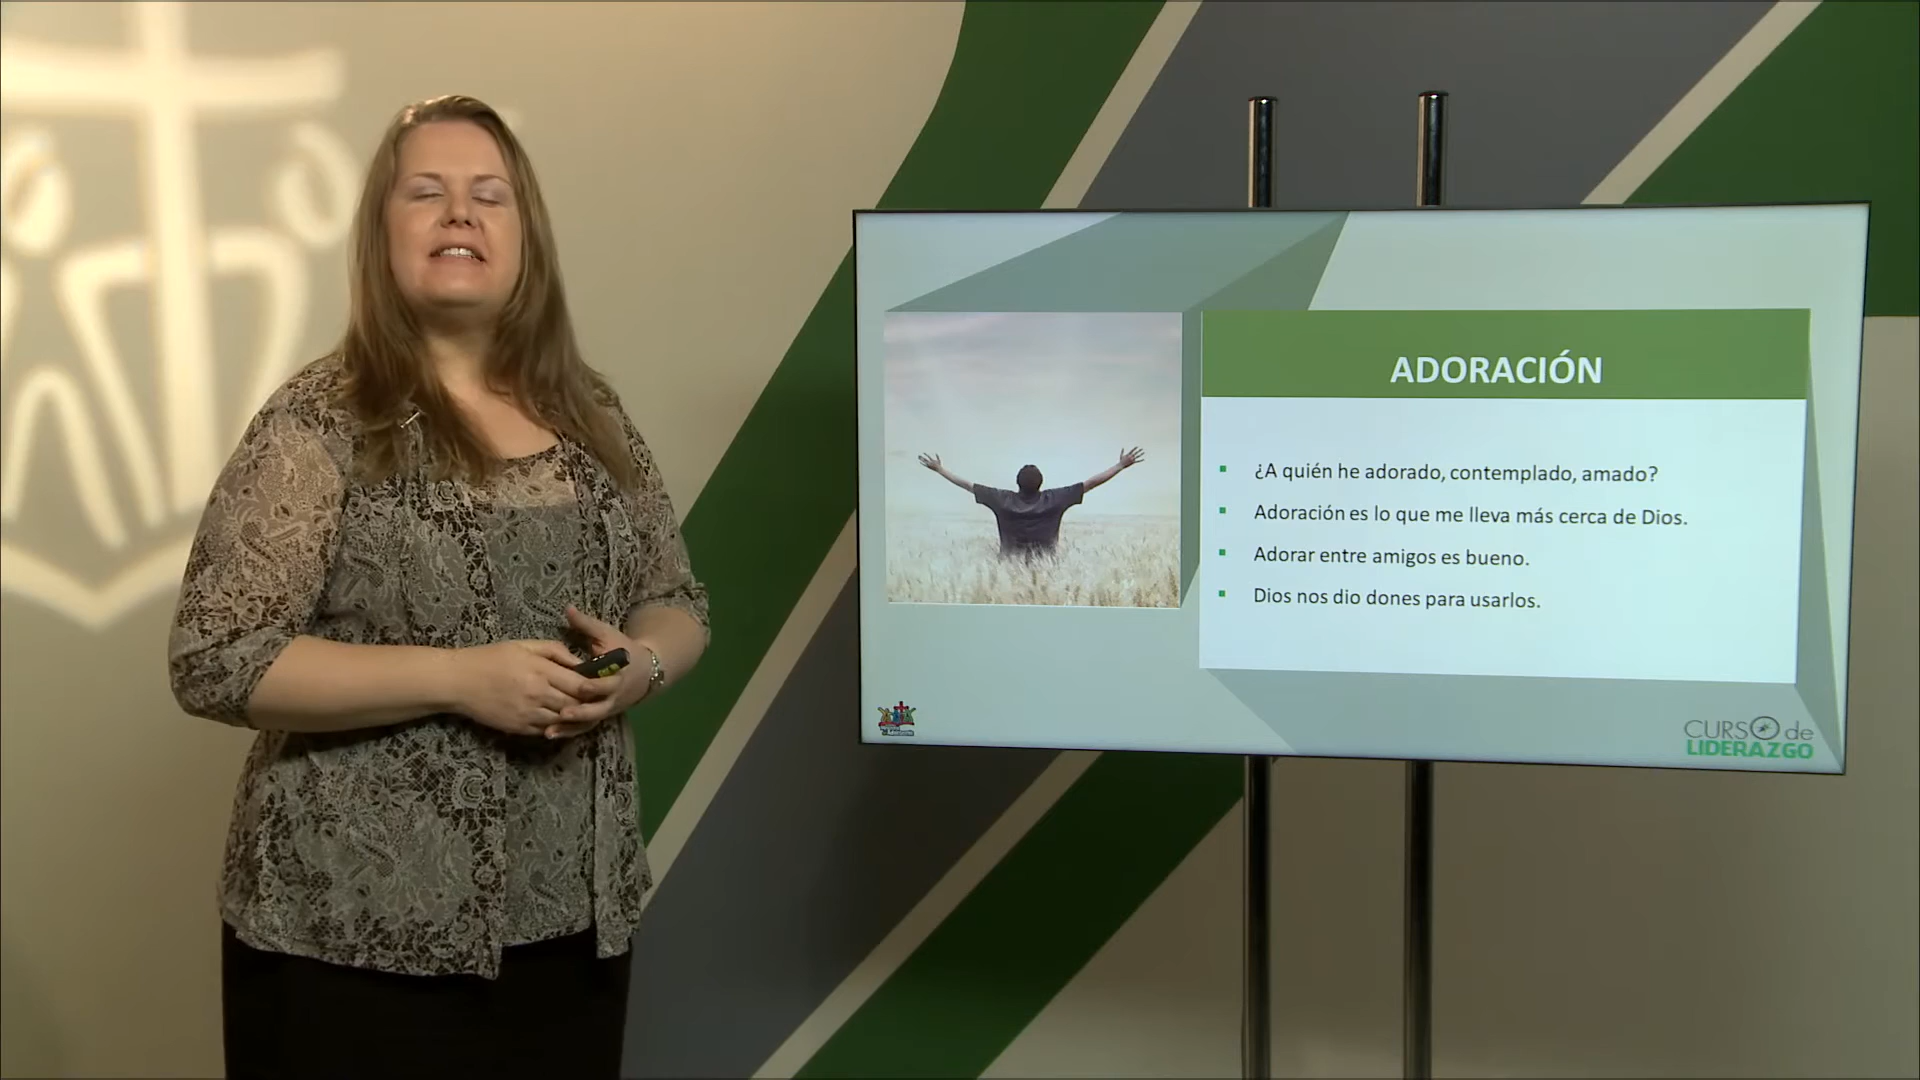 ADORACIÓN
¿A quién he adorado, contemplado, amado?
Adoración es lo que me lleva más cerca de Dios.
Adorar entre amigos es bueno.
Dios nos dio dones para usarlos.
CURSO de
LIDERAZGO